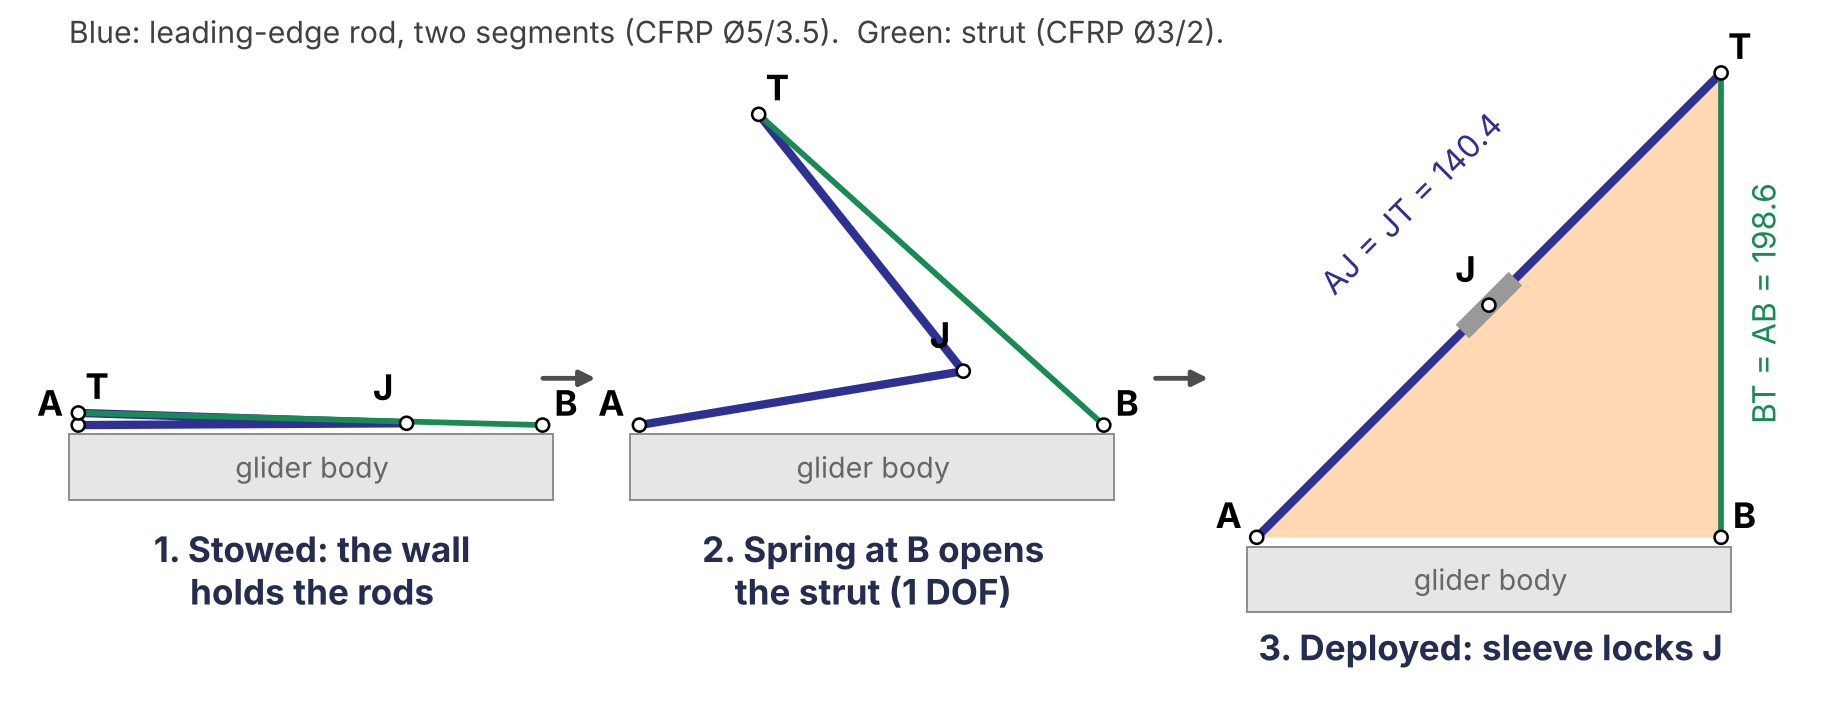 Blue: leading-edge rod, two segments (CFRP Ø5/3.5).  Green: strut (CFRP Ø3/2).
A
T
J
B
glider body
1. Stowed: the wall
holds the rods
T
J
A
B
glider body
2. Spring at B opens
the strut (1 DOF)
T
AJ = JT = 140.4
J
BT = AB = 198.6
A
B
glider body
3. Deployed: sleeve locks J